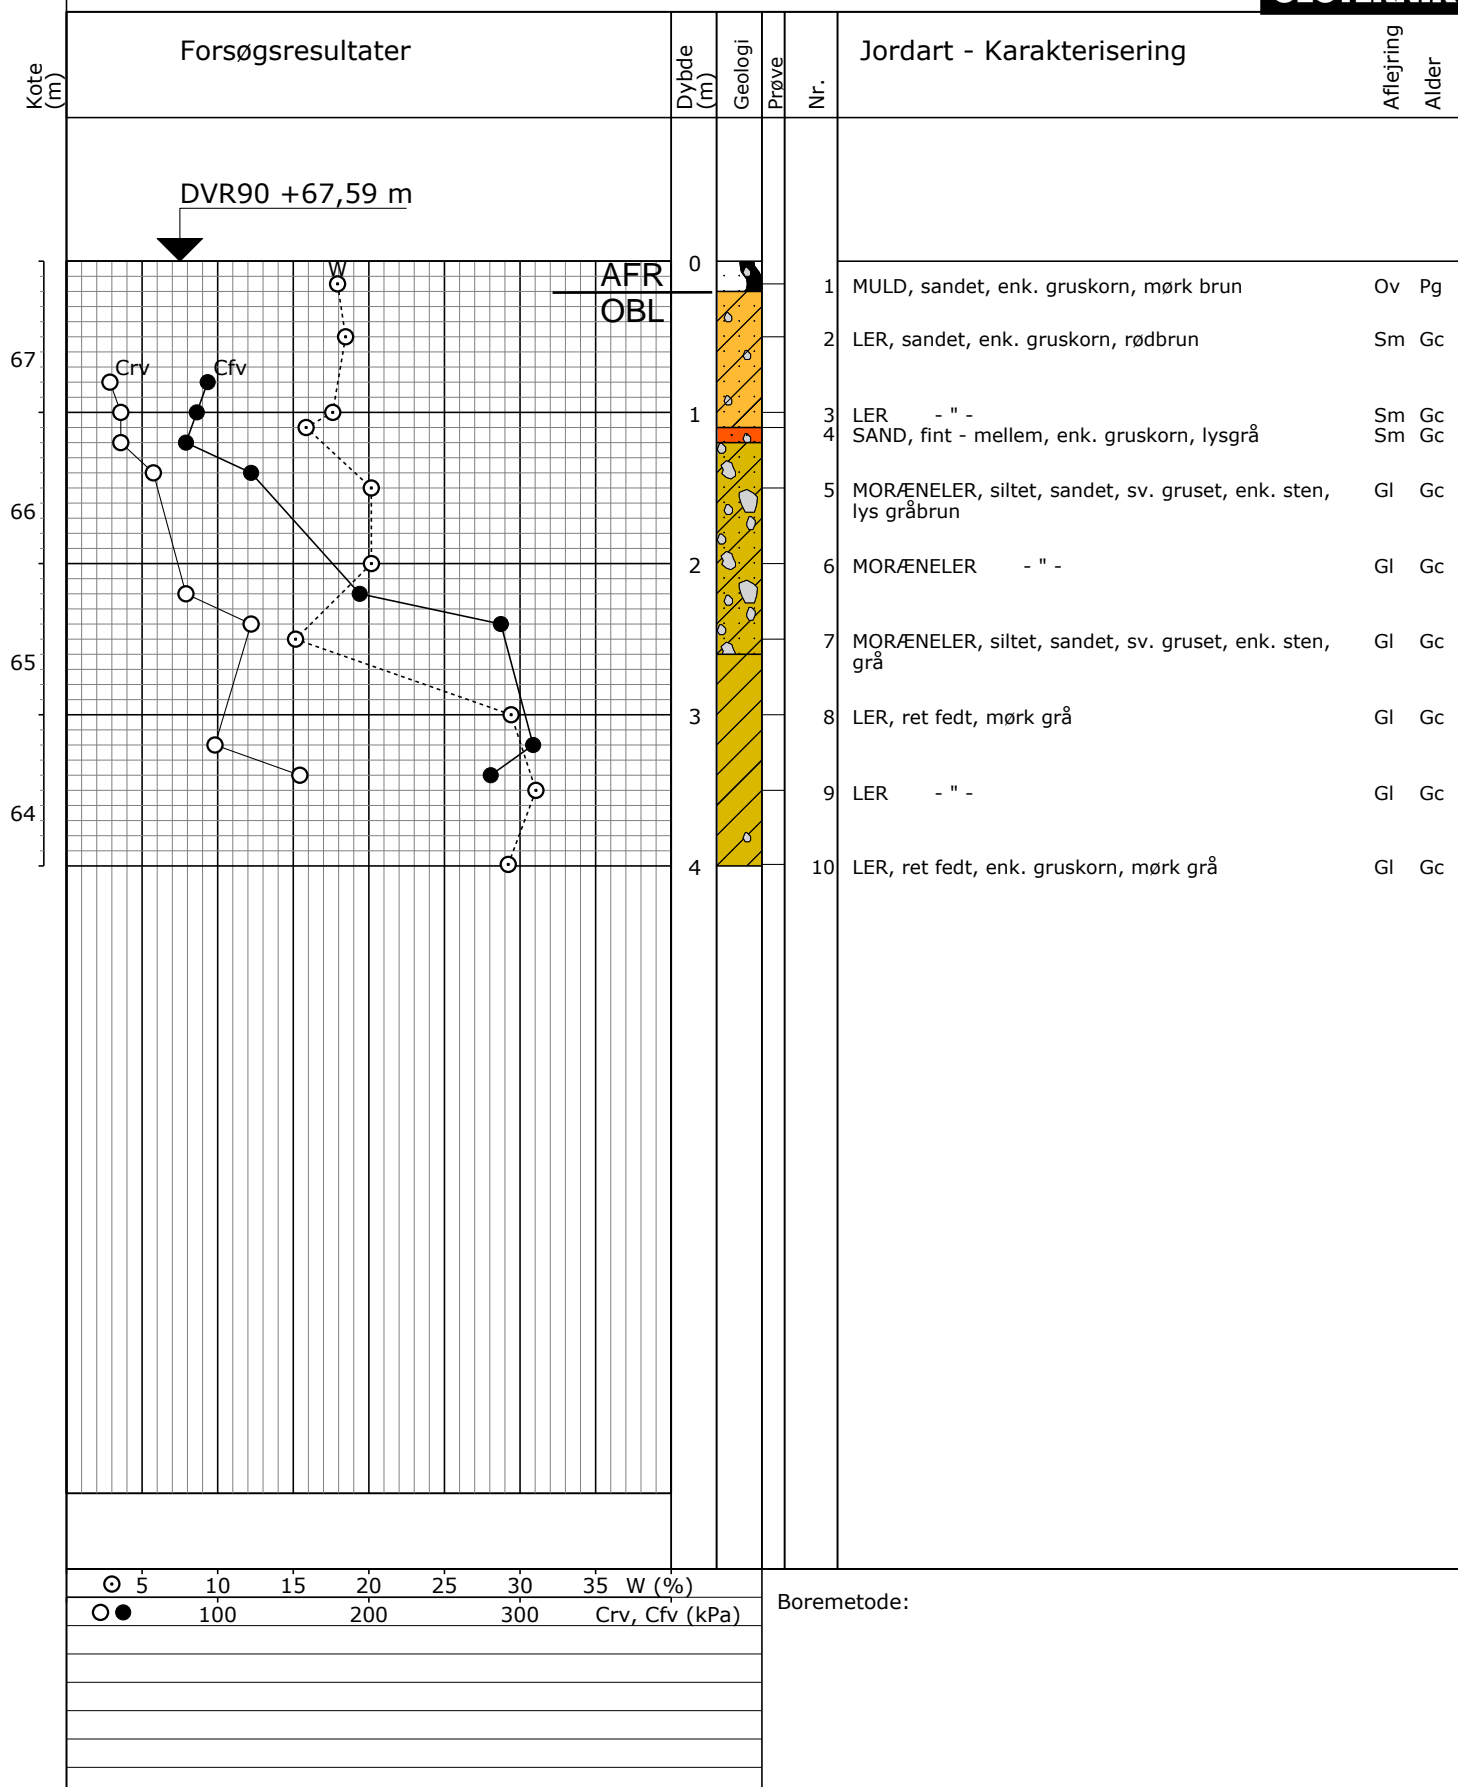 Forsøgsresultater
Kote (m)
Dybde (m)
Geologi
Prøve
Nr.
Jordart - Karakterisering
Aflejring
Alder
DVR90 +67,59 m
W
AFR
OBL
0
1 MULD, sandet, enk. gruskorn, mørk brun Ov Pg
2 LER, sandet, enk. gruskorn, rødbrun Sm Gc
67
Crv
Cfv
1
3 LER - " - Sm Gc
4 SAND, fint - mellem, enk. gruskorn, lysgrå Sm Gc
5 MORÆNELER, siltet, sandet, sv. gruset, enk. sten, Gl Gc
lys gråbrun
66
2
6 MORÆNELER - " - Gl Gc
7 MORÆNELER, siltet, sandet, sv. gruset, enk. sten, Gl Gc
grå
65
3
8 LER, ret fedt, mørk grå Gl Gc
9 LER - " - Gl Gc
64
4
10 LER, ret fedt, enk. gruskorn, mørk grå Gl Gc
5 10 15 20 25 30 35 W (%)
100 200 300 Crv, Cfv (kPa)
Boremetode: